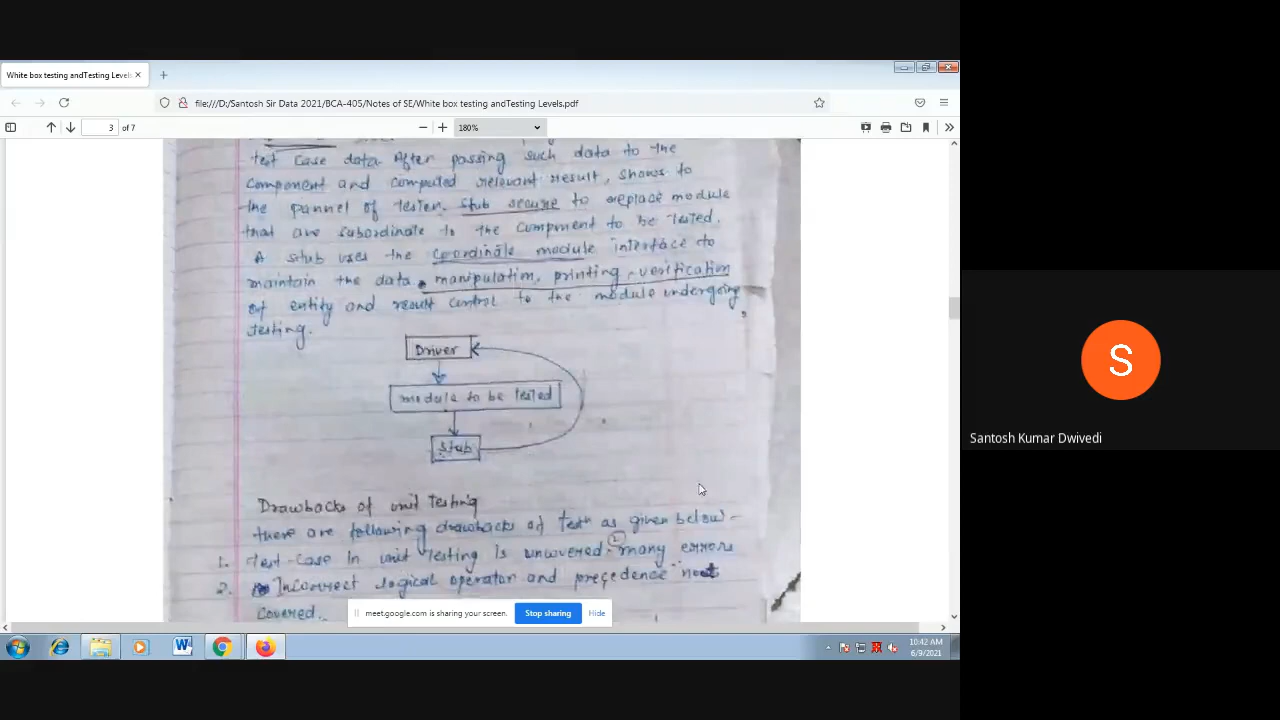 White box testing andTesting Levels
file:///D:/Santosh Sir Data 2021/BCA-405/Notes of SE/White box testing andTesting Levels.pdf
3 of 7
180%
test case data. After passing such data to the
component and computed relevant result, shows to
the pannel of tester. Stub secure to replace module
that are subordinate to the component to be tested.
A stub uses the coordinate module interface to
maintain the data manipulation, printing verification
of entity and result control to the module undergoing
testing.
Driver
module to be tested
Stub
Drawbacks of unit testing
there are following drawbacks of test as given below -
1. Test-Case in unit testing is uncovered many errors
2. Incorrect logical operator and precedence not
covered.
meet.google.com is sharing your screen.
Stop sharing
Hide
10:42 AM
6/9/2021
S
Santosh Kumar Dwivedi